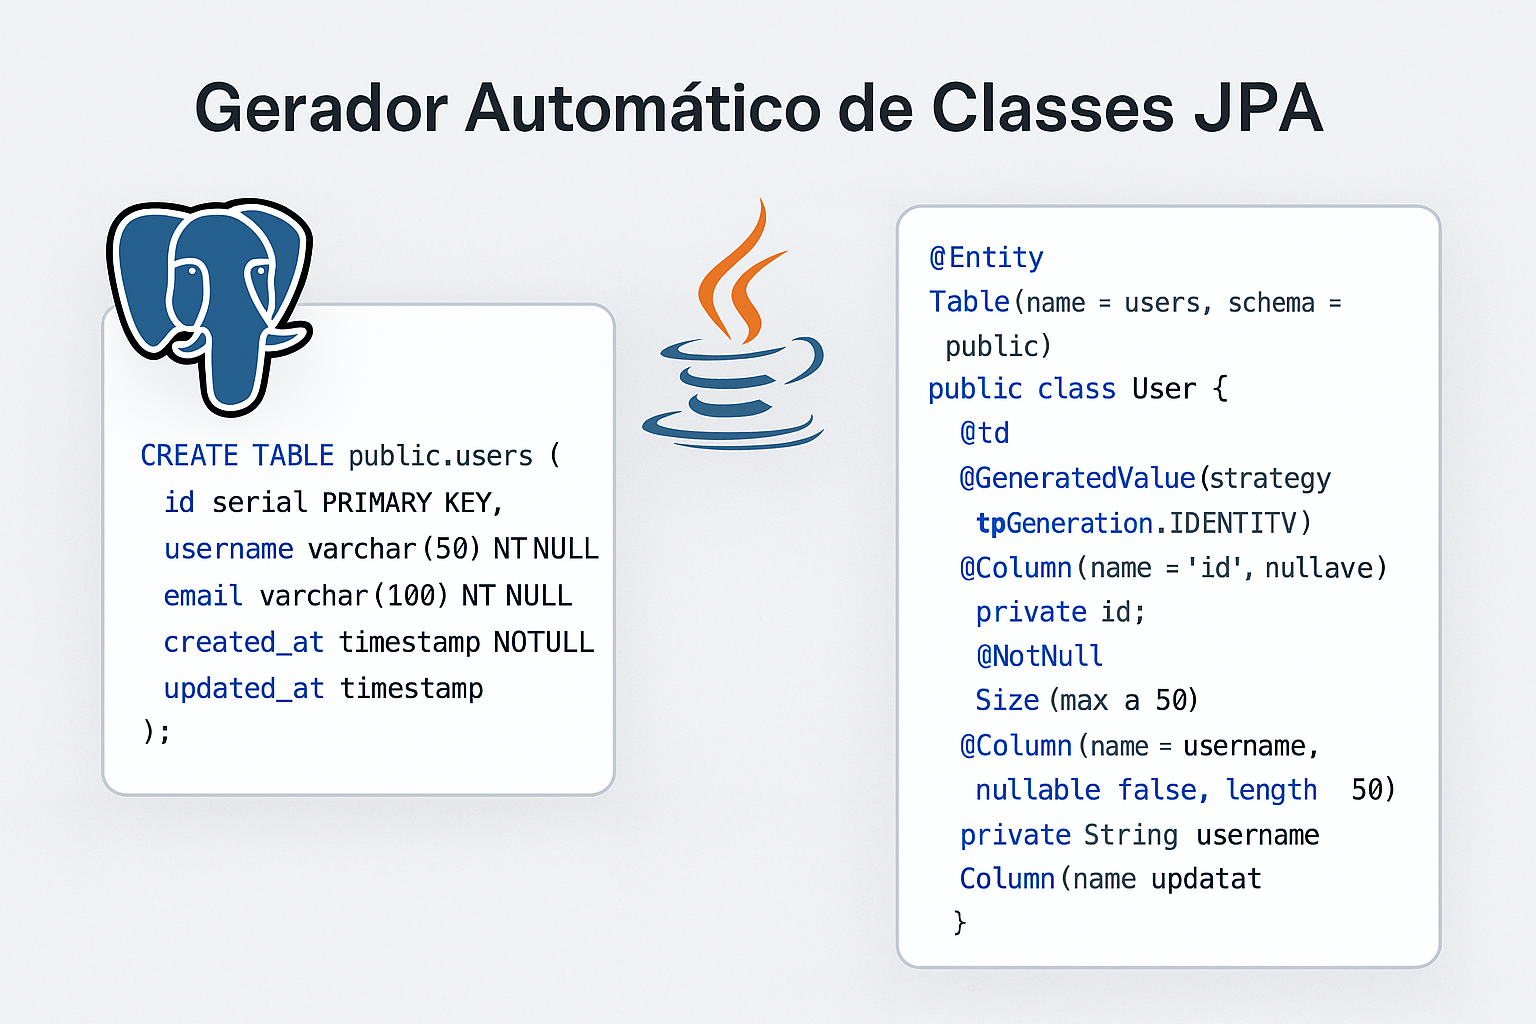 Gerador Automático de Classes JPA
CREATE TABLE public.users (
id serial PRIMARY KEY,
username varchar(50) NT NULL
email varchar(100) NT NULL
created_at timestamp NOTULL
updated_at timestamp
);
@Entity
Table(name = users, schema =
public)
public class User {
@td
@GeneratedValue(strategy
tpGeneration.IDENTITV)
@Column(name ='id', nullave)
private id;
@NotNull
Size (max a 50)
@Column(name = username,
nullable false, length 50)
private String username
Column(name updatat
}